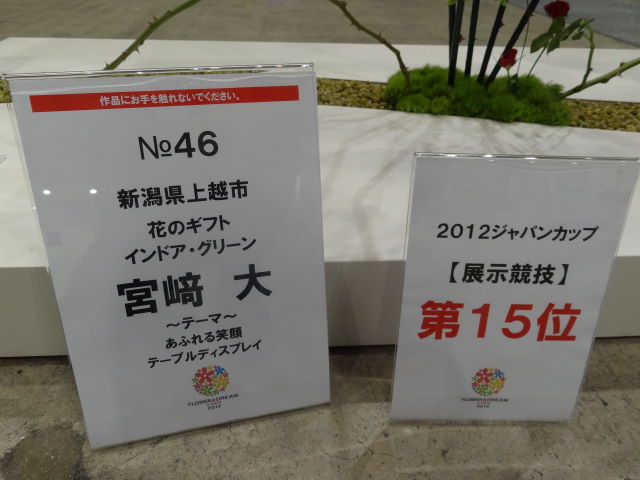 作品にお手を触れないでください。
№46
新潟県上越市
花のギフト
インドア・グリーン
宮﨑 大
～テーマ～
あふれる笑顔
テーブルディスプレイ
FLOWER&DREAM
2012
2012ジャパンカップ
【展示競技】
第15位
FLOWER&DREAM
2012